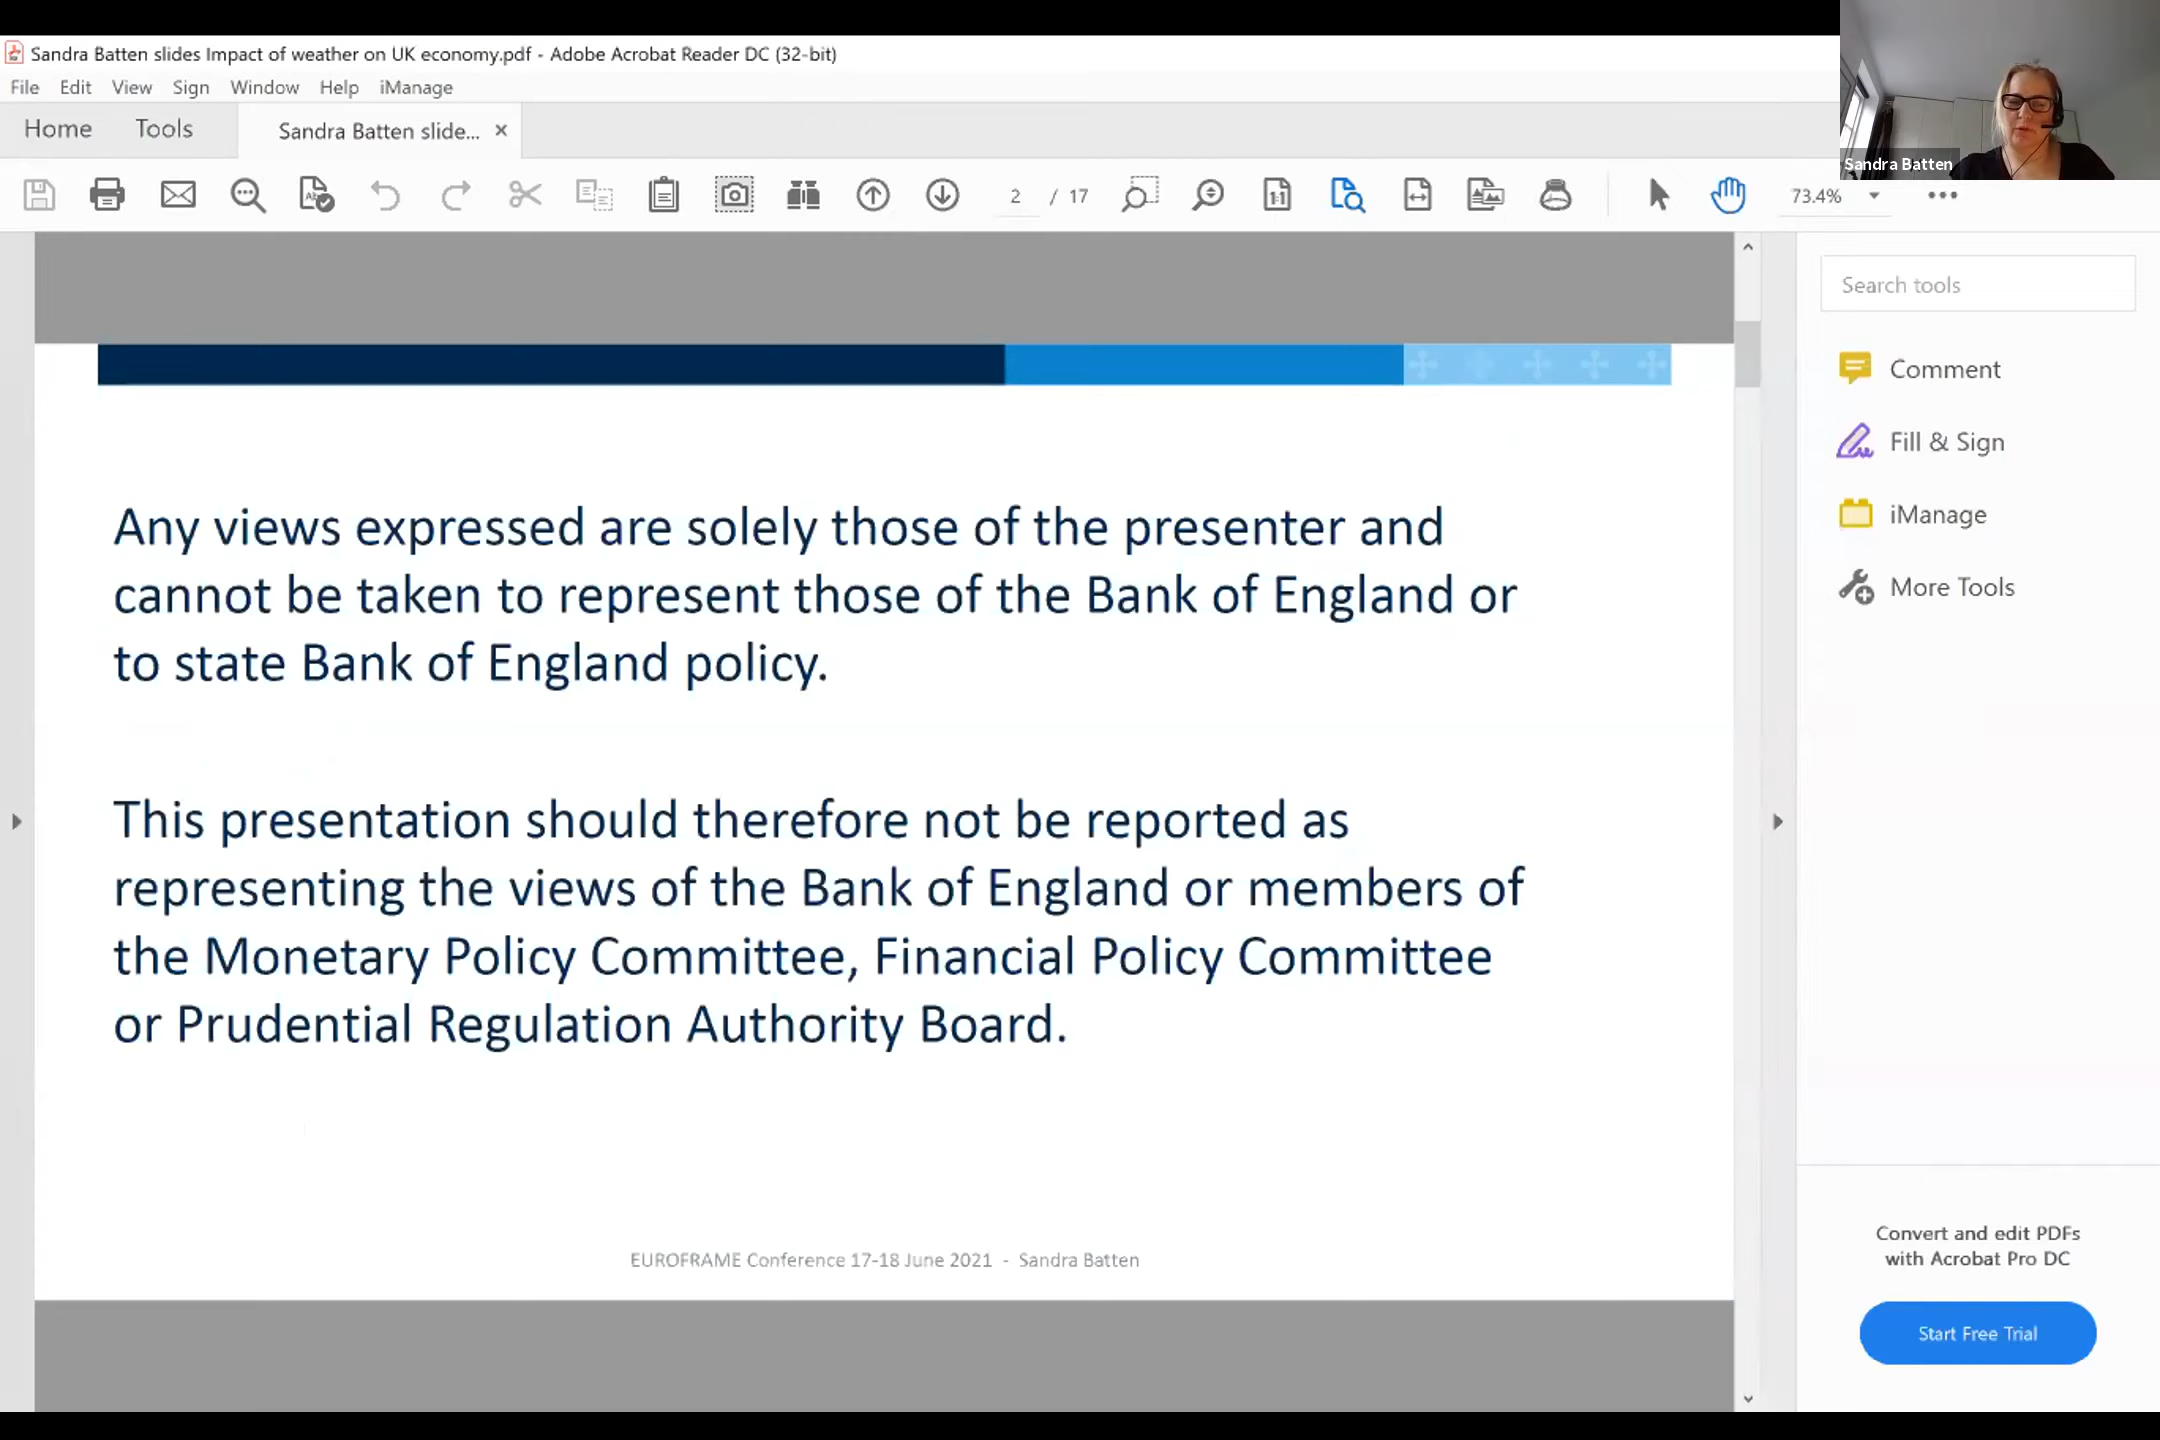 Sandra Batten slides Impact of weather on UK economy.pdf - Adobe Acrobat Reader DC (32-bit)
File Edit View Sign Window Help iManage
Home Tools Sandra Batten slide...
Sandra Batten
2 / 17
1:1
73.4%
Search tools
Comment
Fill & Sign
iManage
More Tools
Any views expressed are solely those of the presenter and
cannot be taken to represent those of the Bank of England or
to state Bank of England policy.
This presentation should therefore not be reported as
representing the views of the Bank of England or members of
the Monetary Policy Committee, Financial Policy Committee
or Prudential Regulation Authority Board.
EUROFRAME Conference 17-18 June 2021 - Sandra Batten
Convert and edit PDFs
with Acrobat Pro DC
Start Free Trial